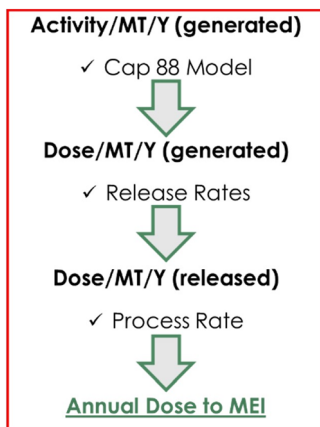 Activity/MT/Y (generated)
✓ Cap 88 Model
Dose/MT/Y (generated)
✓ Release Rates
Dose/MT/Y (released)
✓ Process Rate
Annual Dose to MEI